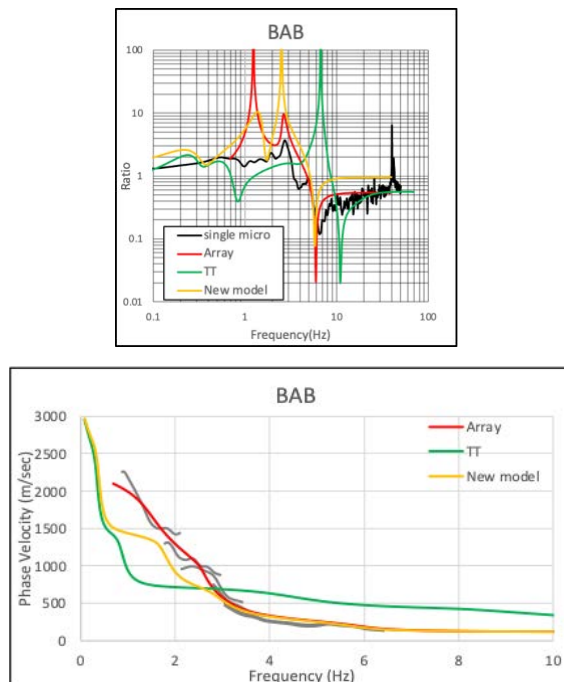 BAB
100
10
1
0.1
0.01
Ratio
single micro
Array
TT
New model
0.1 1 10 100
Frequency(Hz)
BAB
3000
2500
2000
1500
1000
500
0
Phase Velocity (m/sec)
Array
TT
New model
0 2 4 6 8 10
Frequency (Hz)